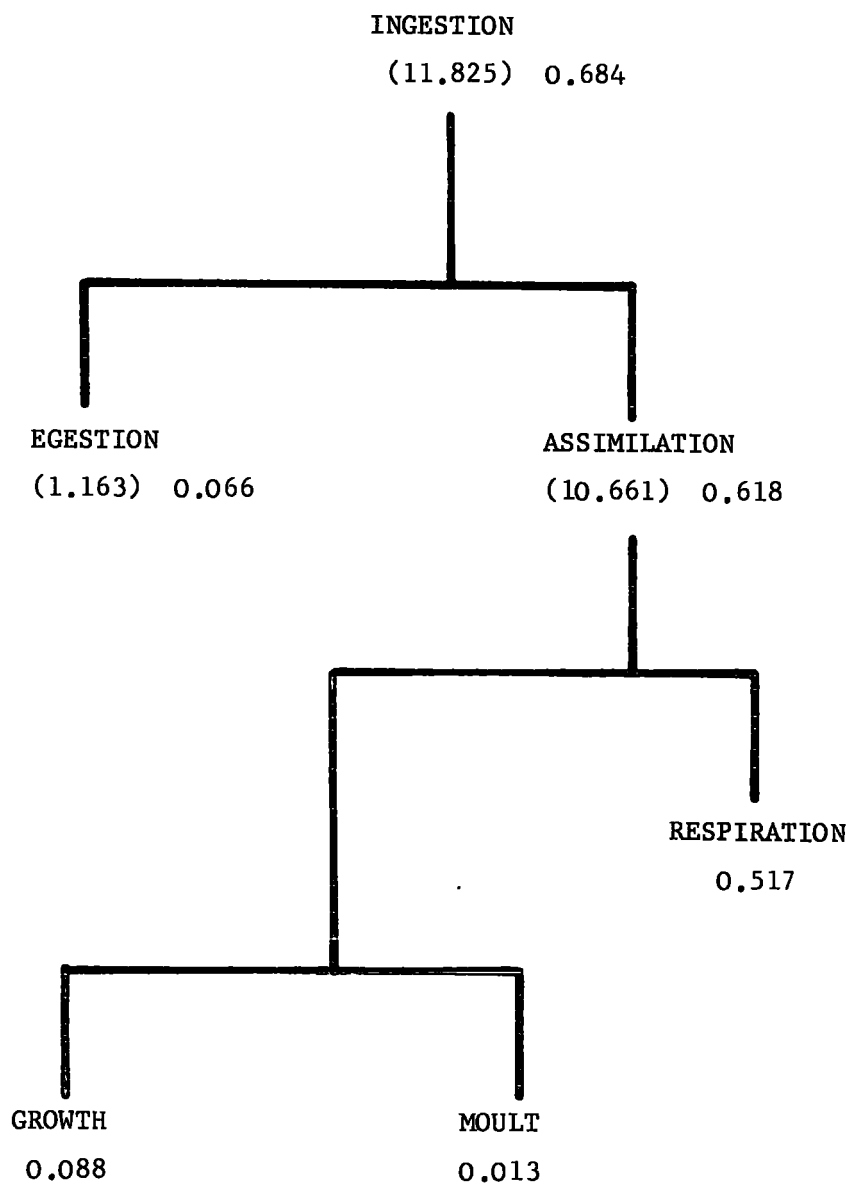 INGESTION
(11.825) 0.684
EGESTION
(1.163) 0.066
ASSIMILATION
(10.661) 0.618
RESPIRATION
0.517
GROWTH
0.088
MOULT
0.013